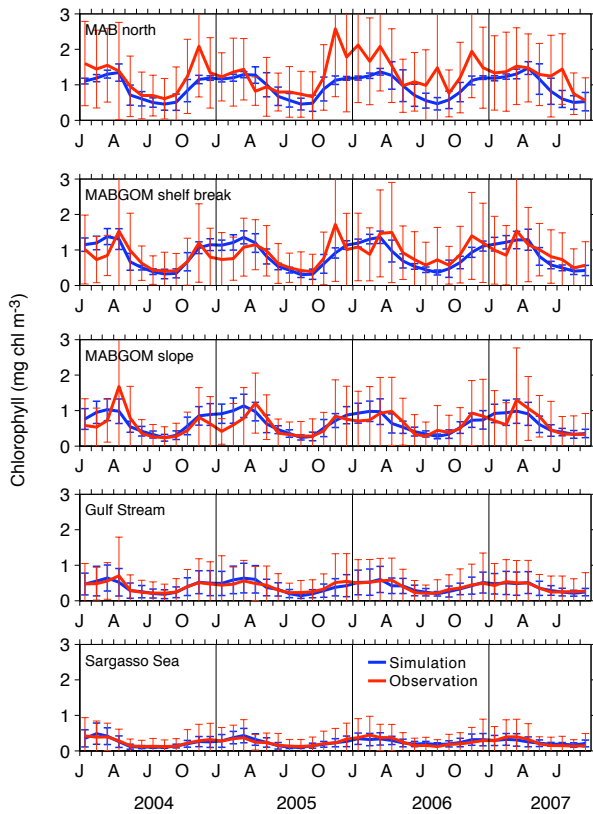 3
MAB north
2
1
0
J A J O J A J O J A J O J A J
3
MABGOM shelf break
2
1
0
J A J O J A J O J A J O J A J
Chlorophyll (mg chl m-3)
3
MABGOM slope
2
1
0
J A J O J A J O J A J O J A J
3
Gulf Stream
2
1
0
J A J O J A J O J A J O J A J
3
Sargasso Sea
Simulation
2
Observation
1
0
J A J O J A J O J A J O J A J
2004 2005 2006 2007